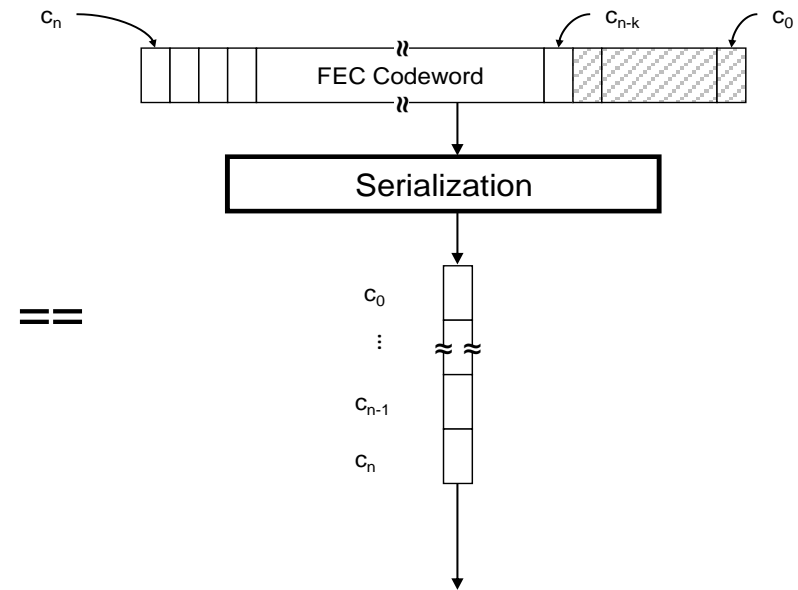 cₙ cₙ₋ₖ c₀
FEC Codeword
Serialization
c₀
==
...
cₙ₋₁
cₙ